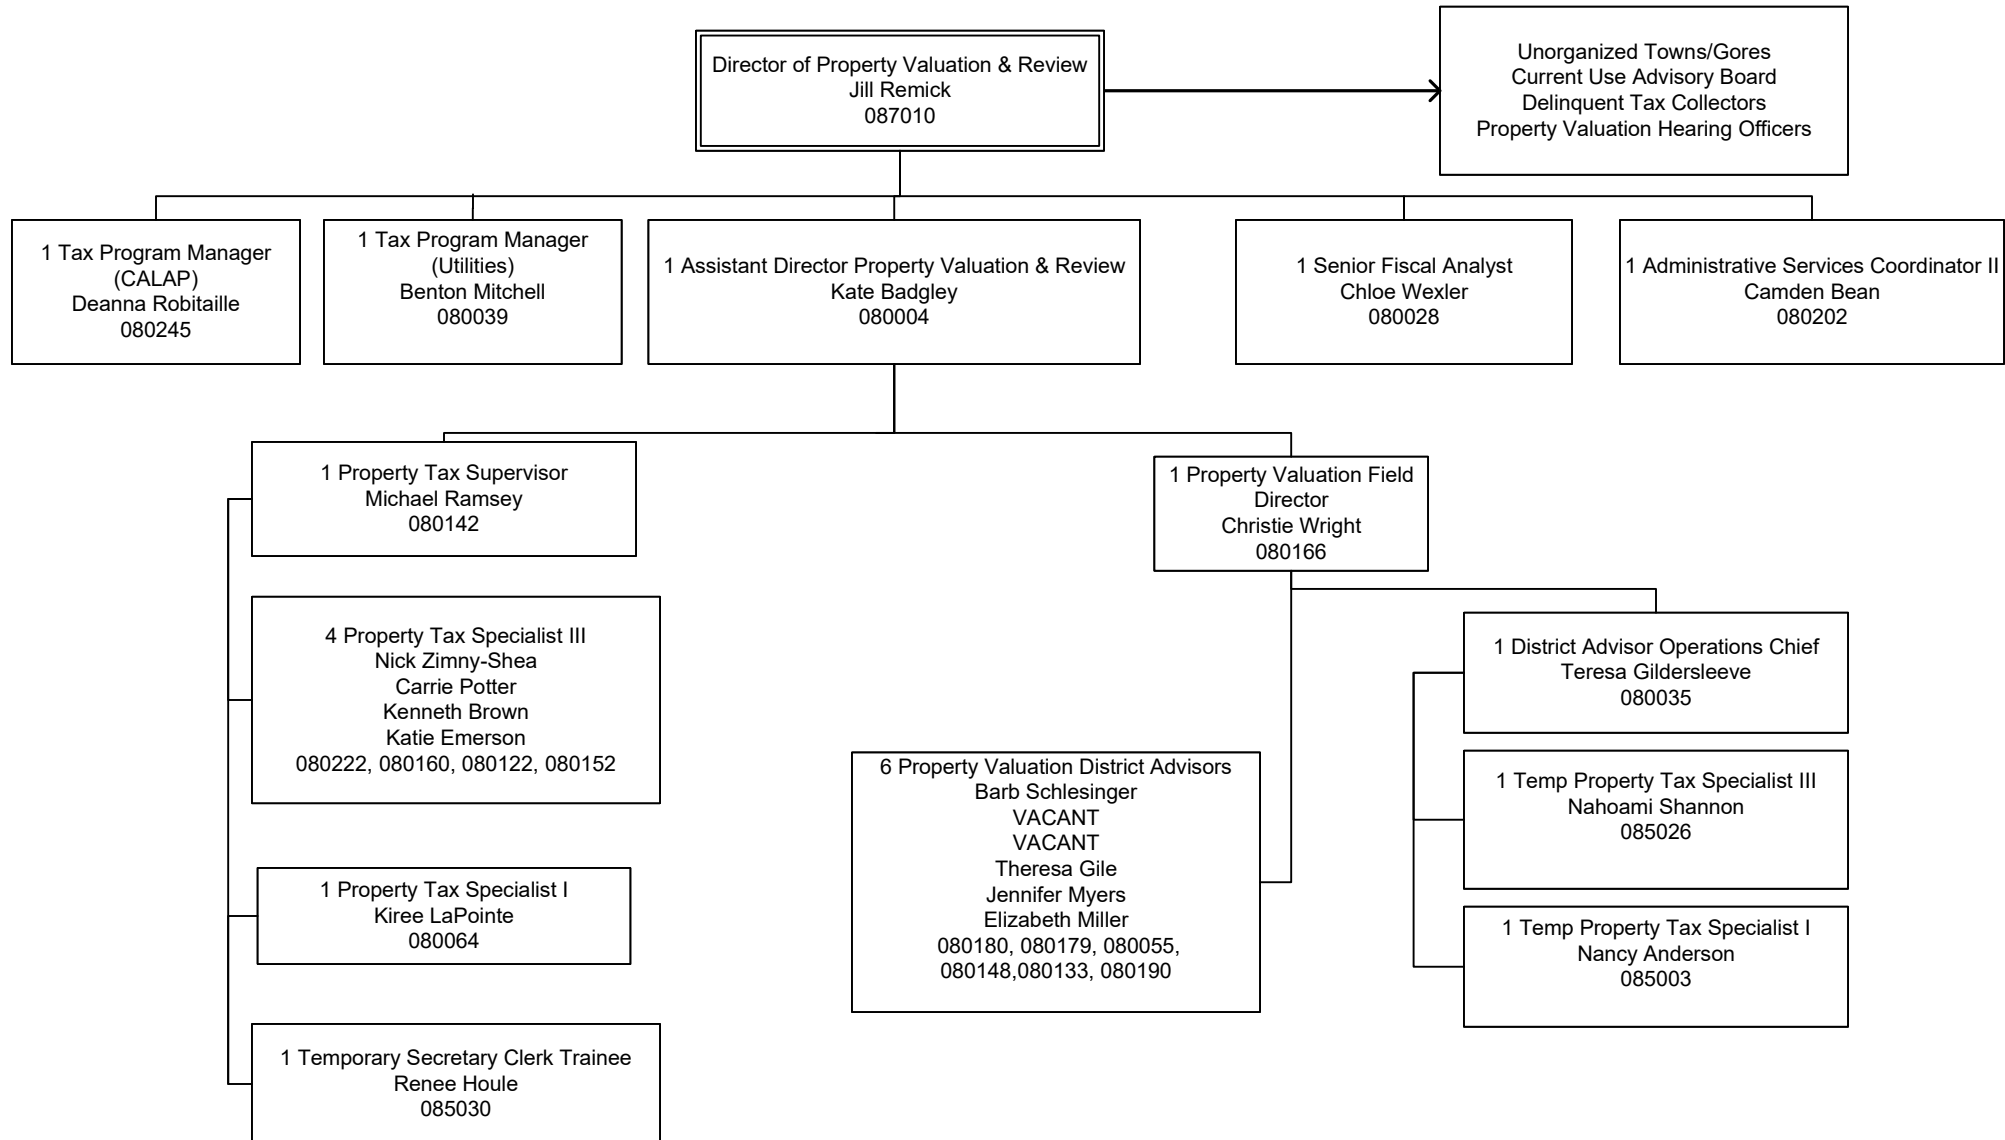 Director of Property Valuation & Review
Jill Remick
087010
Unorganized Towns/Gores
Current Use Advisory Board
Delinquent Tax Collectors
Property Valuation Hearing Officers
1 Tax Program Manager
(CALAP)
Deanna Robitaille
080245
1 Tax Program Manager
(Utilities)
Benton Mitchell
080039
1 Assistant Director Property Valuation & Review
Kate Badgley
080004
1 Senior Fiscal Analyst
Chloe Wexler
080028
1 Administrative Services Coordinator II
Camden Bean
080202
1 Property Tax Supervisor
Michael Ramsey
080142
4 Property Tax Specialist III
Nick Zimny-Shea
Carrie Potter
Kenneth Brown
Katie Emerson
080222, 080160, 080122, 080152
1 Property Tax Specialist I
Kiree LaPointe
080064
1 Temporary Secretary Clerk Trainee
Renee Houle
085030
1 Property Valuation Field
Director
Christie Wright
080166
6 Property Valuation District Advisors
Barb Schlesinger
VACANT
VACANT
Theresa Gile
Jennifer Myers
Elizabeth Miller
080180, 080179, 080055,
080148,080133, 080190
1 District Advisor Operations Chief
Teresa Gildersleeve
080035
1 Temp Property Tax Specialist III
Nahoami Shannon
085026
1 Temp Property Tax Specialist I
Nancy Anderson
085003